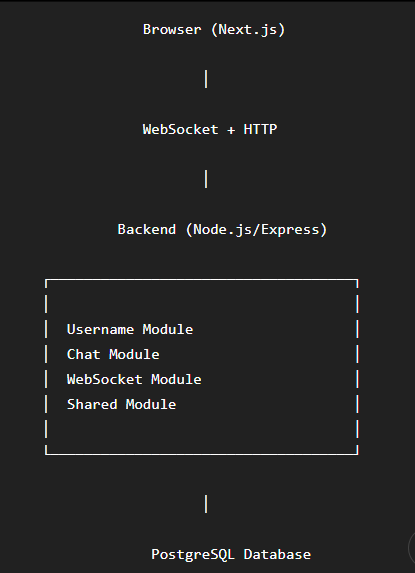 Browser (Next.js)
WebSocket + HTTP
Backend (Node.js/Express)
Username Module
Chat Module
WebSocket Module
Shared Module
PostgreSQL Database